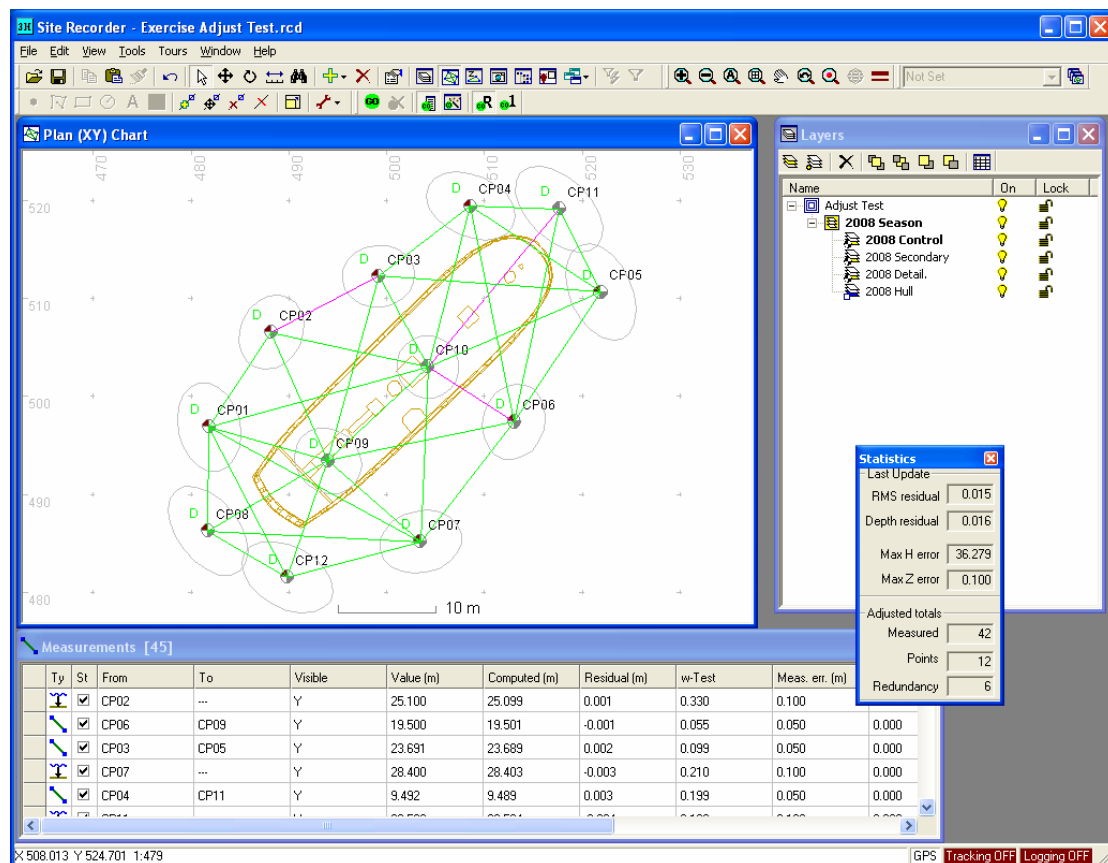 Site Recorder - Exercise Adjust Test.rcd
File Edit View Tools Tours Window Help
Not Set
Plan (XY) Chart
470 480 490 500 510 520 530
520
510
500
490
480
D CP04
D CP11
D CP03
D CP05
D CP02
D CP10
D CP01
D CP06
D CP09
D CP08
D CP07
D CP12
10 m
Layers
Name On Lock
Adjust Test
2008 Season
2008 Control
2008 Secondary
2008 Detail.
2008 Hull
Statistics
Last Update
RMS residual 0.015
Depth residual 0.016
Max H error 36.279
Max Z error 0.100
Adjusted totals
Measured 42
Points 12
Redundancy 6
Measurements [45]
Ty St From To Visible Value (m) Computed (m) Residual (m) w-Test Meas. err. (m)
CP02 --- Y 25.100 25.099 0.001 0.330 0.100
CP06 CP09 Y 19.500 19.501 -0.001 0.055 0.050 0.000
CP03 CP05 Y 23.691 23.689 0.002 0.099 0.050 0.000
CP07 --- Y 28.400 28.403 -0.003 0.210 0.100 0.000
CP04 CP11 Y 9.492 9.489 0.003 0.199 0.050 0.000
X 508.013 Y 524.701 1:479
GPS Tracking OFF Logging OFF